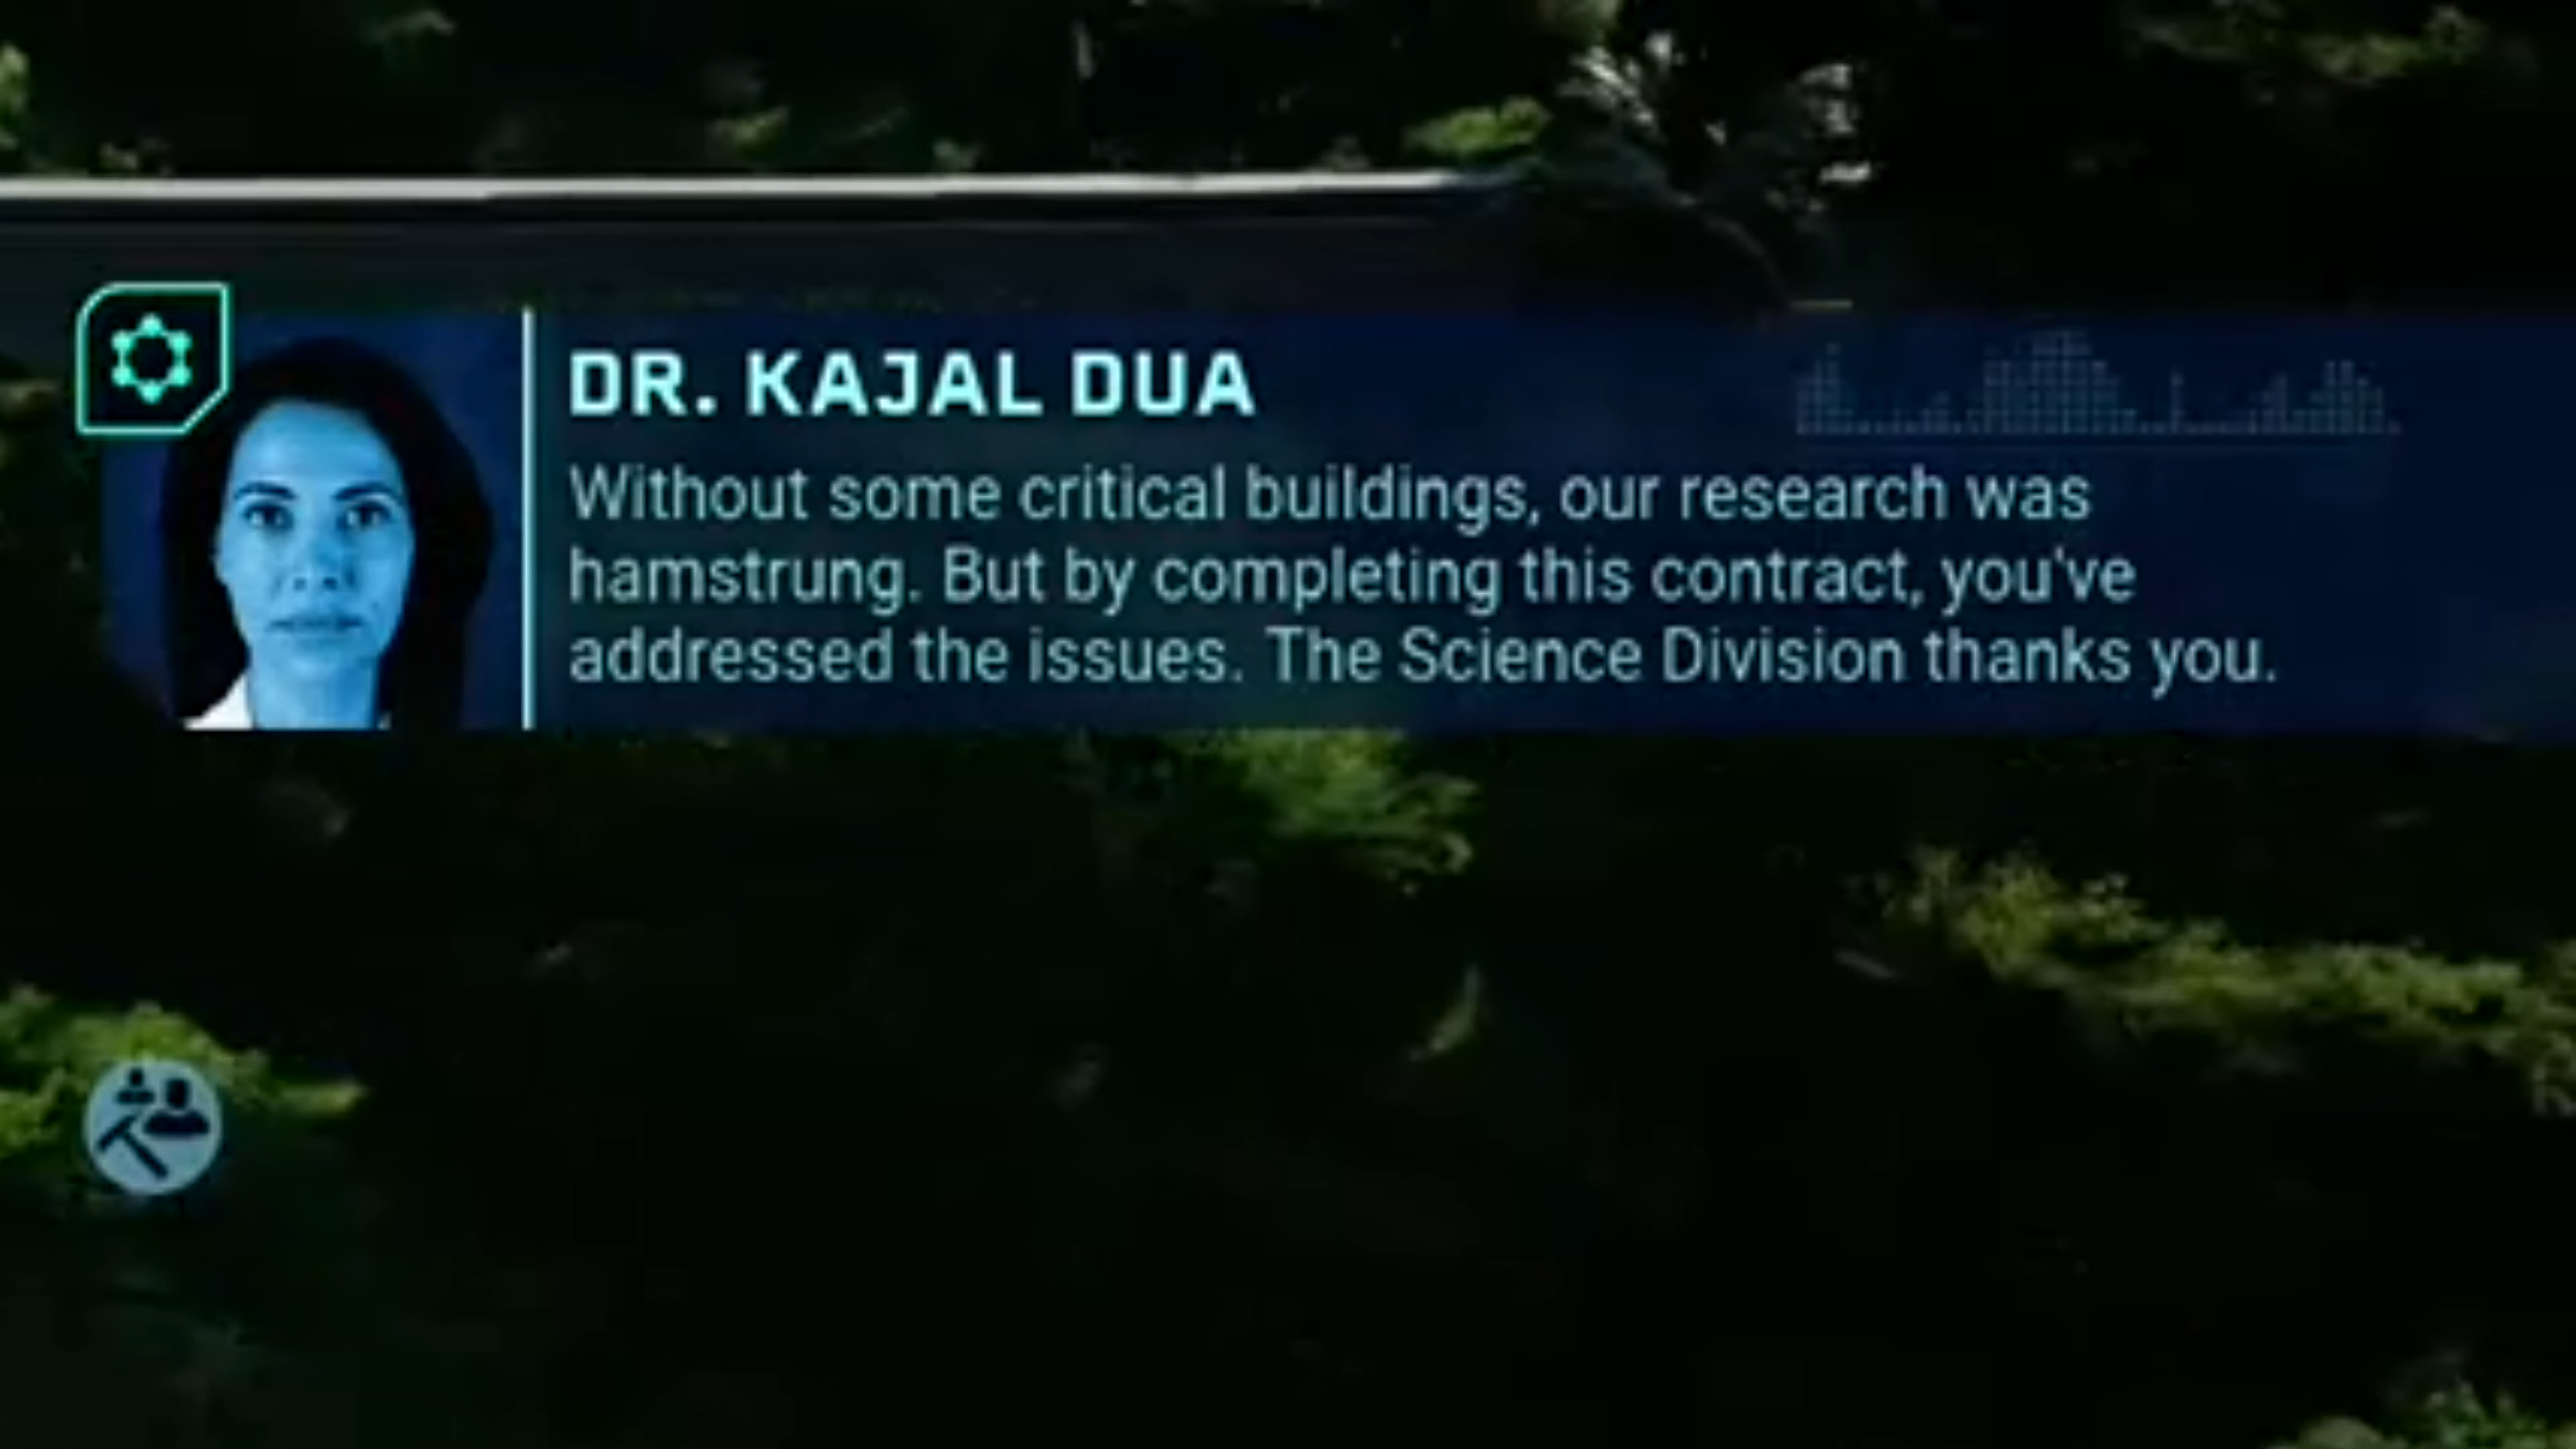 DR. KAJAL DUA
Without some critical buildings, our research was
hamstrung. But by completing this contract, you've
addressed the issues. The Science Division thanks you.